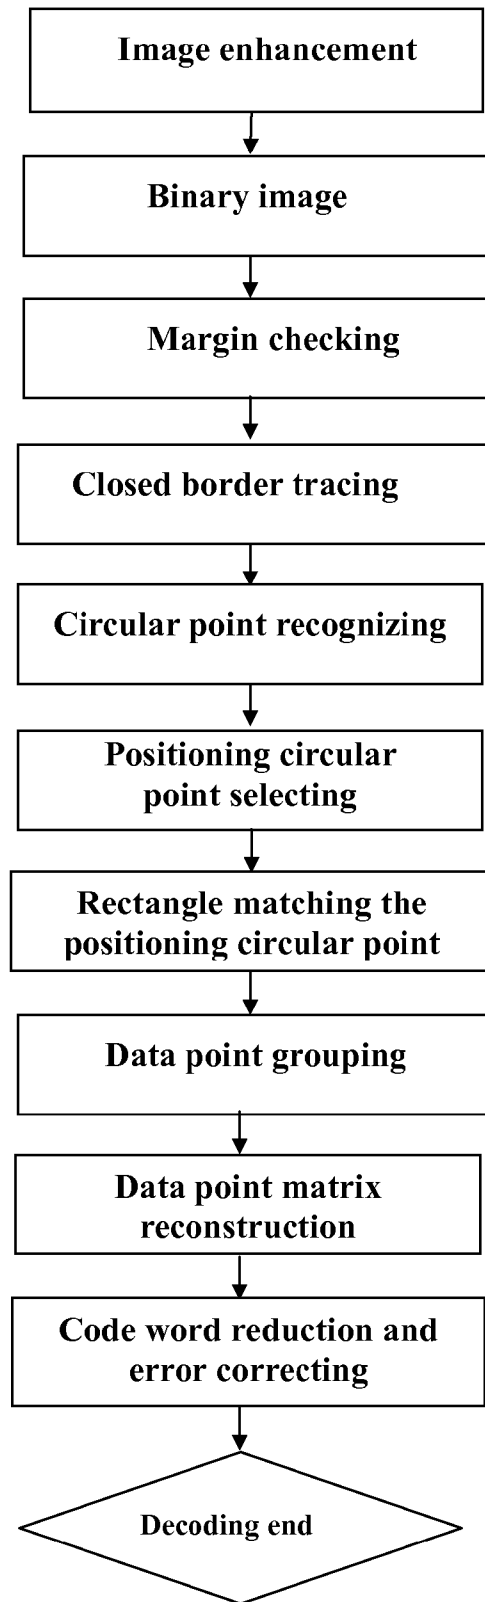 Image enhancement
Binary image
Margin checking
Closed border tracing
Circular point recognizing
Positioning circular
point selecting
Rectangle matching the
positioning circular point
Data point grouping
Data point matrix
reconstruction
Code word reduction and
error correcting
Decoding end